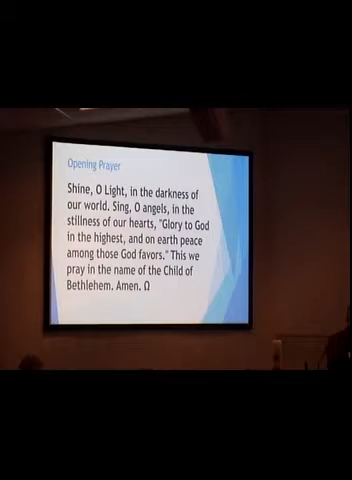 Opening Prayer
Shine, O Light, in the darkness of
our world. Sing, O angels, in the
stillness of our hearts, "Glory to God
in the highest, and on earth peace
among those God favors." This we
pray in the name of the Child of
Bethlehem. Amen. Ω